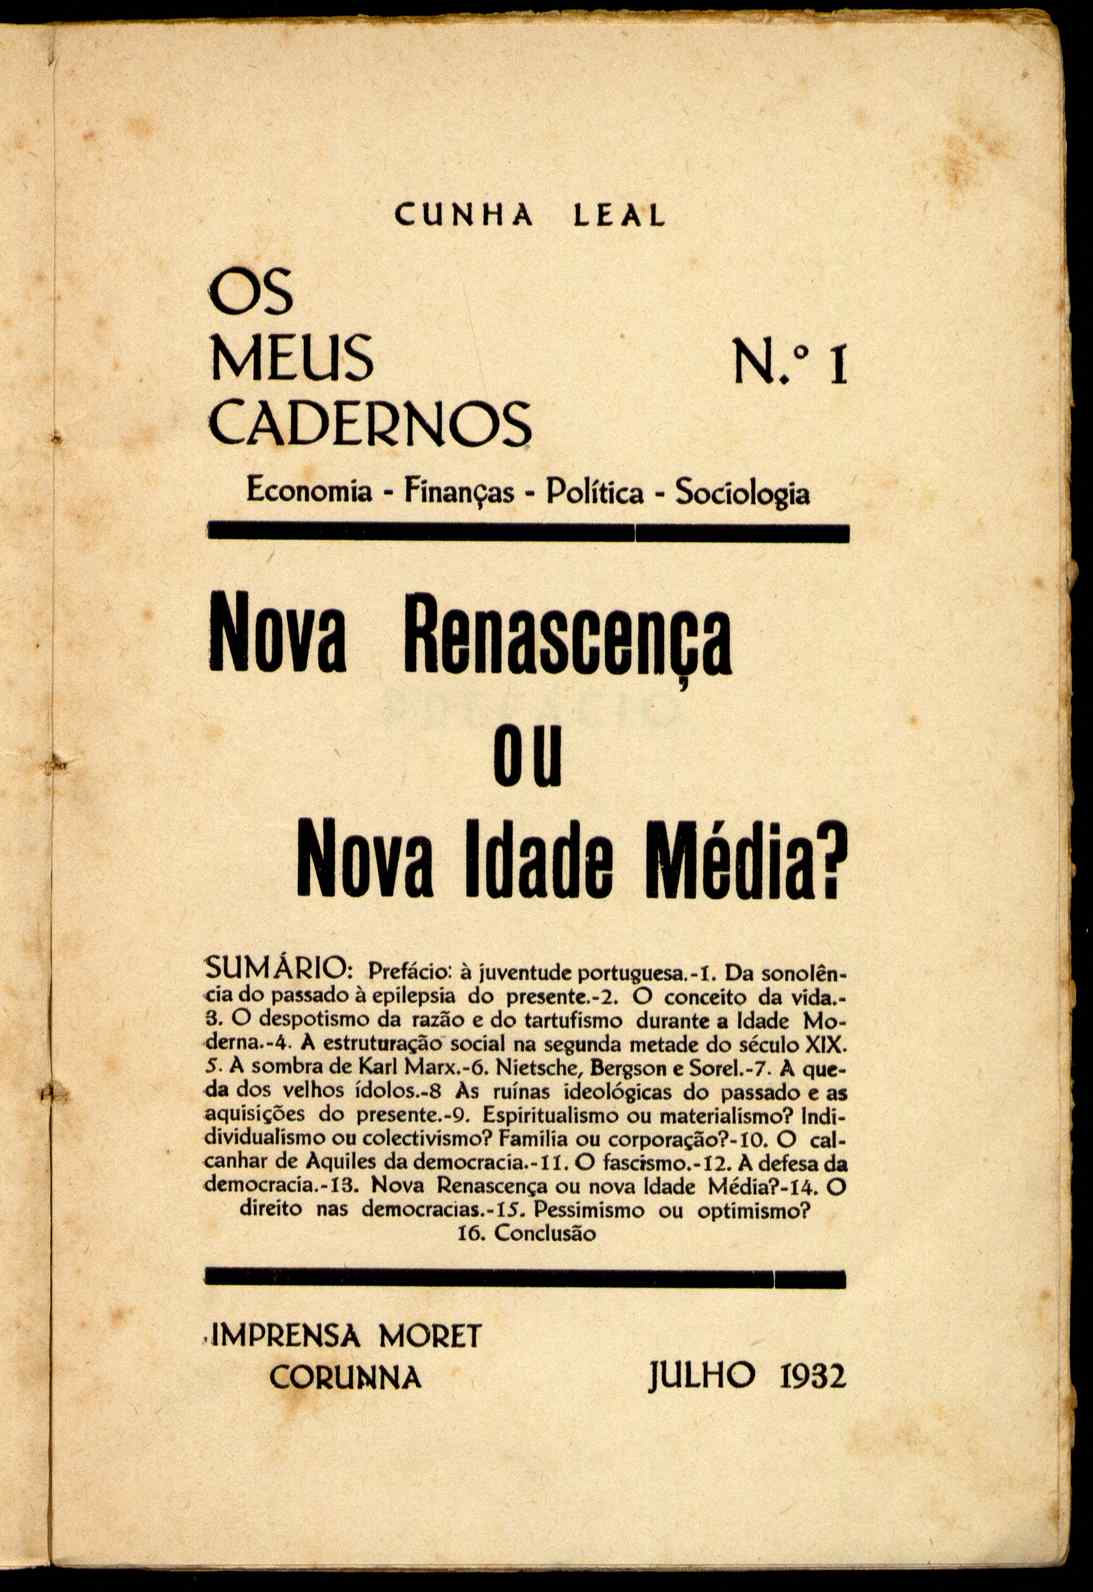 CUNHA LEAL
OS
MEUS
CADERNOS
N.º 1
Economia - Finanças - Política - Sociologia
Nova Renascença
ou
Nova Idade Média?
SUMÁRIO: Prefácio: à juventude portuguesa.-1. Da sonolên-
cia do passado à epilepsia do presente.-2. O conceito da vida.-
3. O despotismo da razão e do tartufismo durante a Idade Mo-
derna.-4. A estruturação social na segunda metade do século XIX.
5. A sombra de Karl Marx.-6. Nietsche, Bergson e Sorel.-7. A que-
da dos velhos ídolos.-8 As ruínas ideológicas do passado e as
aquisições do presente.-9. Espiritualismo ou materialismo? Indi-
dividualismo ou colectivismo? Familia ou corporação?-10. O cal-
canhar de Aquiles da democracia.-11. O fascismo.-12. A defesa da
democracia.-13. Nova Renascença ou nova Idade Média?-14. O
direito nas democracias.-15. Pessimismo ou optimismo?
16. Conclusão
IMPRENSA MORET
CORUNNA
JULHO 1932